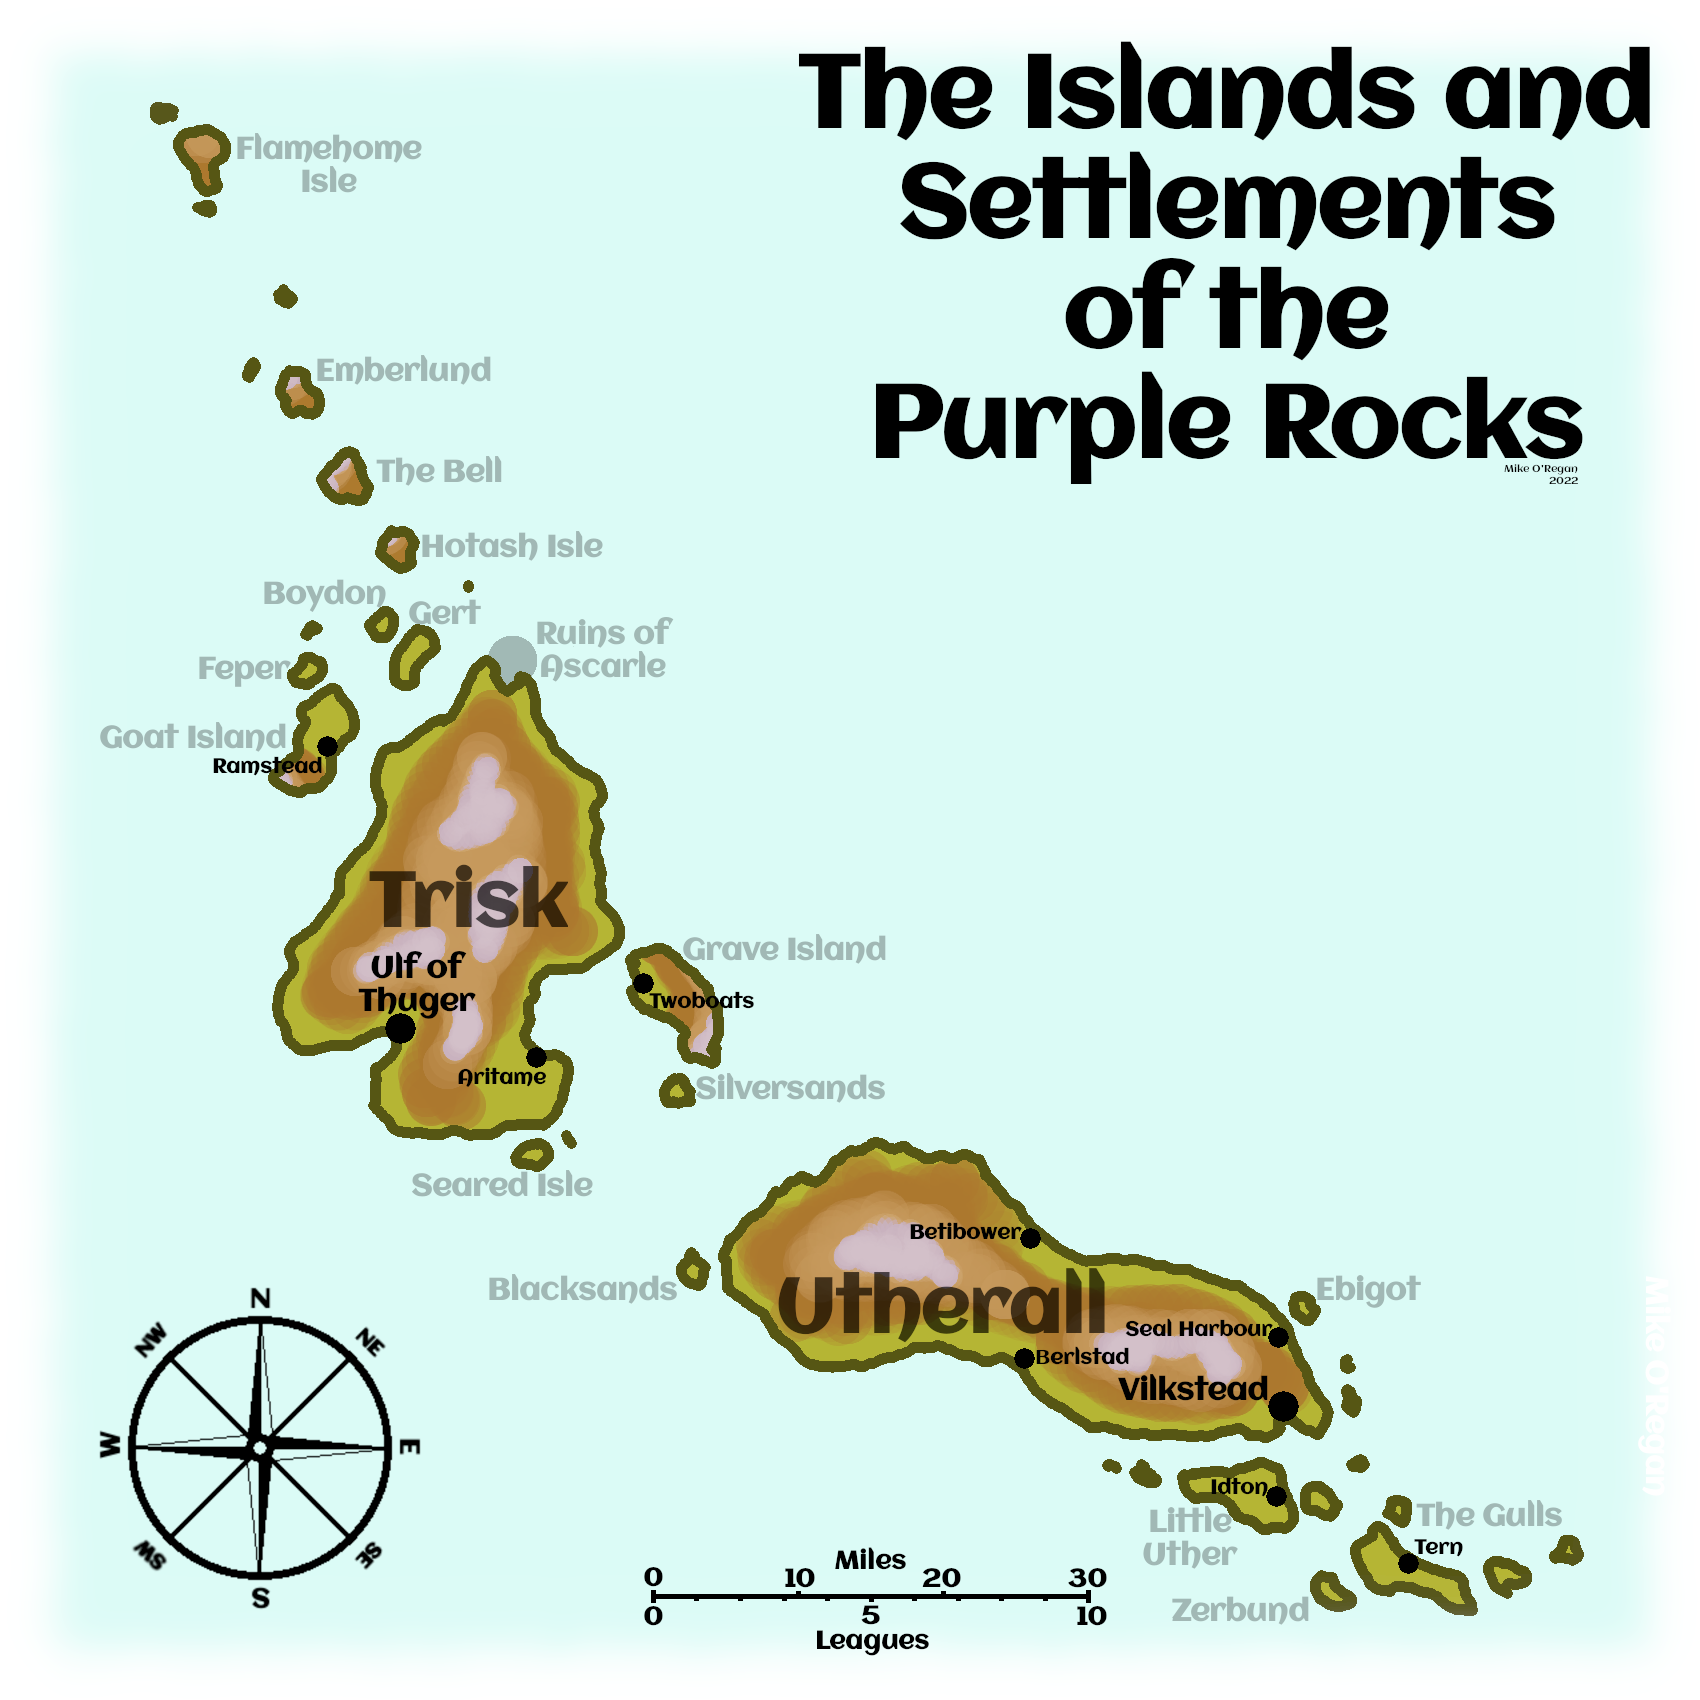 The Islands and
Settlements
of the
Purple Rocks
Mike O'Regan
2022
Flamehome
Isle
Emberlund
The Bell
Hotash Isle
Boydon
Gert
Ruins of
Ascarle
Feper
Goat Island
Ramstead
Trisk
Ulf of
Thuger
Grave Island
Twoboats
Aritame
Silversands
Seared Isle
Betibower
Blacksands
Utherall
Ebigot
Seal Harbour
Berlstad
Vilkstead
Mike O'Regan
N
NW
NE
W
E
SW
SE
S
Idton
Little
Uther
The Gulls
Tern
Zerbund
Miles
0 10 20 30
0 5 10
Leagues